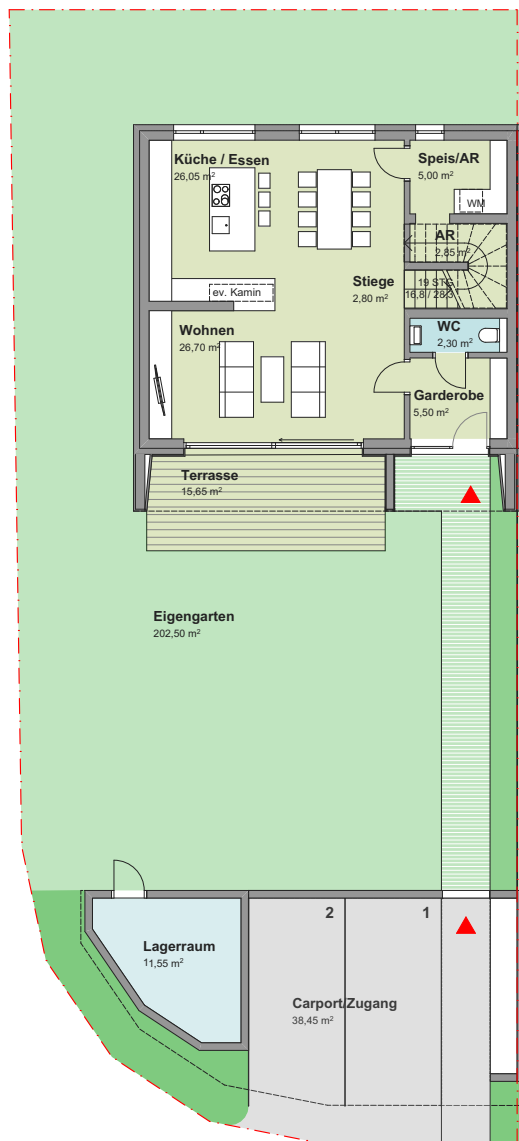 Küche / Essen
26,05 m²
Speis/AR
5,00 m²
WM
AR
2,85 m²
Stiege
2,80 m²
19 STG
16,8 / 28,3
ev. Kamin
Wohnen
26,70 m²
WC
2,30 m²
Garderobe
5,50 m²
Terrasse
15,65 m²
Eigengarten
202,50 m²
2
1
Lagerraum
11,55 m²
Carport/Zugang
38,45 m²